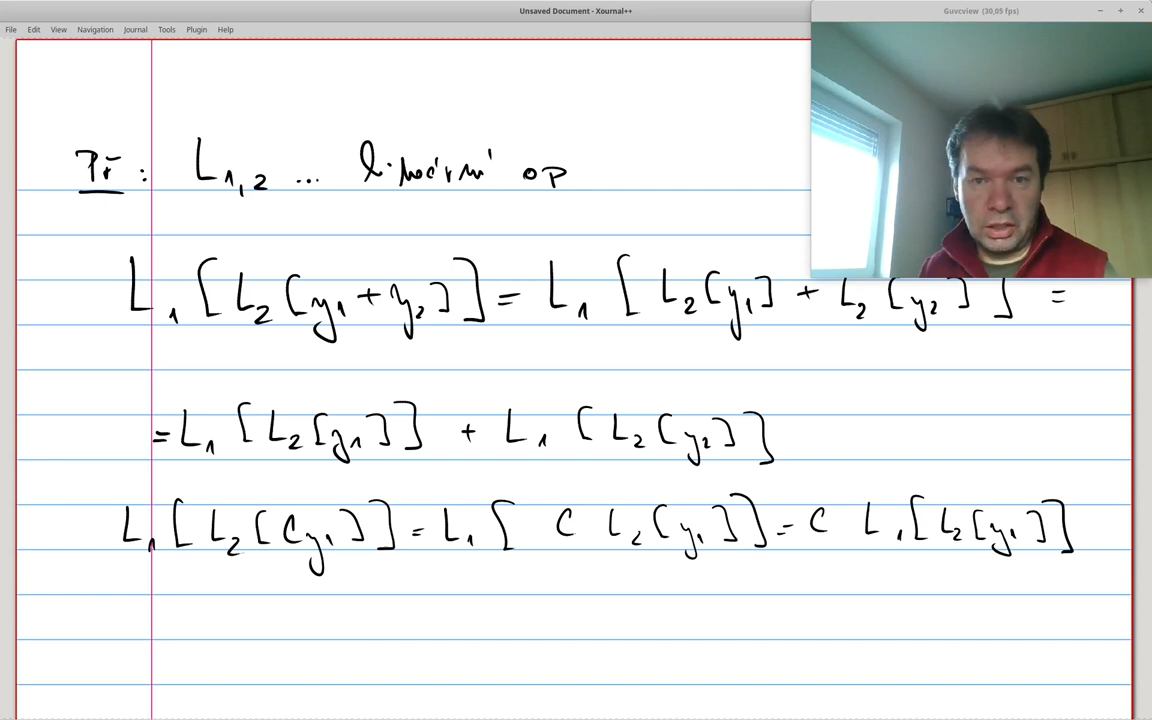 Unsaved Document - Xournal++
Guvcview (30,05 fps)
File Edit View Navigation Journal Tools Plugin Help
Př: L₁,₂ ... lineární op
L₁[L₂[y₁+y₂]] = L₁[L₂[y₁] + L₂[y₂]] =
= L₁[L₂[y₁]] + L₁[L₂[y₂]]
L₁[L₂[Cy₁]] = L₁[C L₂[y₁]] = C L₁[L₂[y₁]]